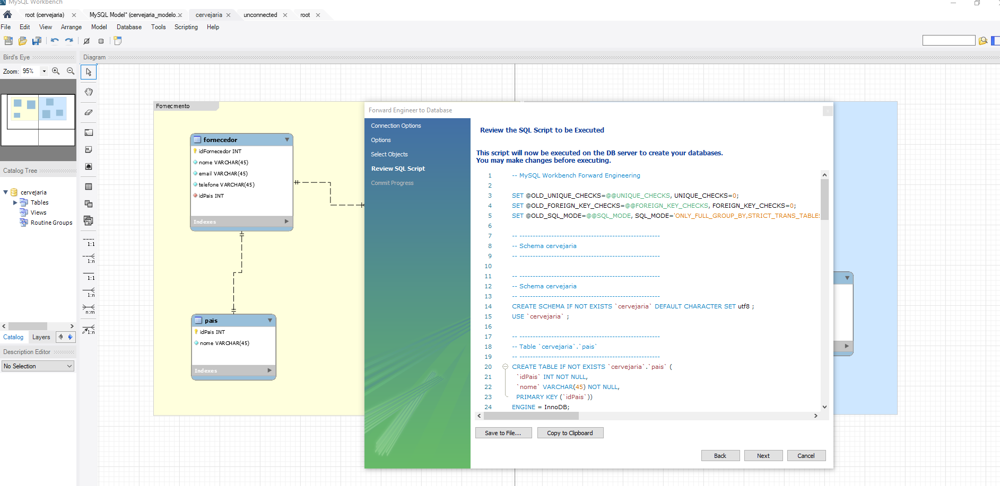 MySQL Workbench
root (cervejaria)
MySQL Model* (cervejaria_modelo.
cervejaria
unconnected
root
File Edit View Arrange Model Database Tools Scripting Help
Bird's Eye
Diagram
Zoom: 95%
Catalog Tree
cervejaria
Tables
Views
Routine Groups
Catalog
Layers
Description Editor
No Selection
1:1
1:n
1:1
1:n
n:m
1:n
Fornecimento
fornecedor
idFornecedor INT
nome VARCHAR(45)
email VARCHAR(45)
telefone VARCHAR(45)
idPais INT
Indexes
pais
idPais INT
nome VARCHAR(45)
Indexes
Forward Engineer to Database
Connection Options
Options
Select Objects
Review SQL Script
Commit Progress
Review the SQL Script to be Executed
This script will now be executed on the DB server to create your databases.
You may make changes before executing.
1 -- MySQL Workbench Forward Engineering
2
3 SET @OLD_UNIQUE_CHECKS=@@UNIQUE_CHECKS, UNIQUE_CHECKS=0;
4 SET @OLD_FOREIGN_KEY_CHECKS=@@FOREIGN_KEY_CHECKS, FOREIGN_KEY_CHECKS=0;
5 SET @OLD_SQL_MODE=@@SQL_MODE, SQL_MODE='ONLY_FULL_GROUP_BY,STRICT_TRANS_TABLES
6
7 -- -----------------------------------------------------
8 -- Schema cervejaria
9 -- -----------------------------------------------------
10
11 -- -----------------------------------------------------
12 -- Schema cervejaria
13 -- -----------------------------------------------------
14 CREATE SCHEMA IF NOT EXISTS `cervejaria` DEFAULT CHARACTER SET utf8 ;
15 USE `cervejaria` ;
16
17 -- -----------------------------------------------------
18 -- Table `cervejaria`.`pais`
19 -- -----------------------------------------------------
20 CREATE TABLE IF NOT EXISTS `cervejaria`.`pais` (
21 `idPais` INT NOT NULL,
22 `nome` VARCHAR(45) NOT NULL,
23 PRIMARY KEY (`idPais`))
24 ENGINE = InnoDB;
Save to File...
Copy to Clipboard
Back
Next
Cancel